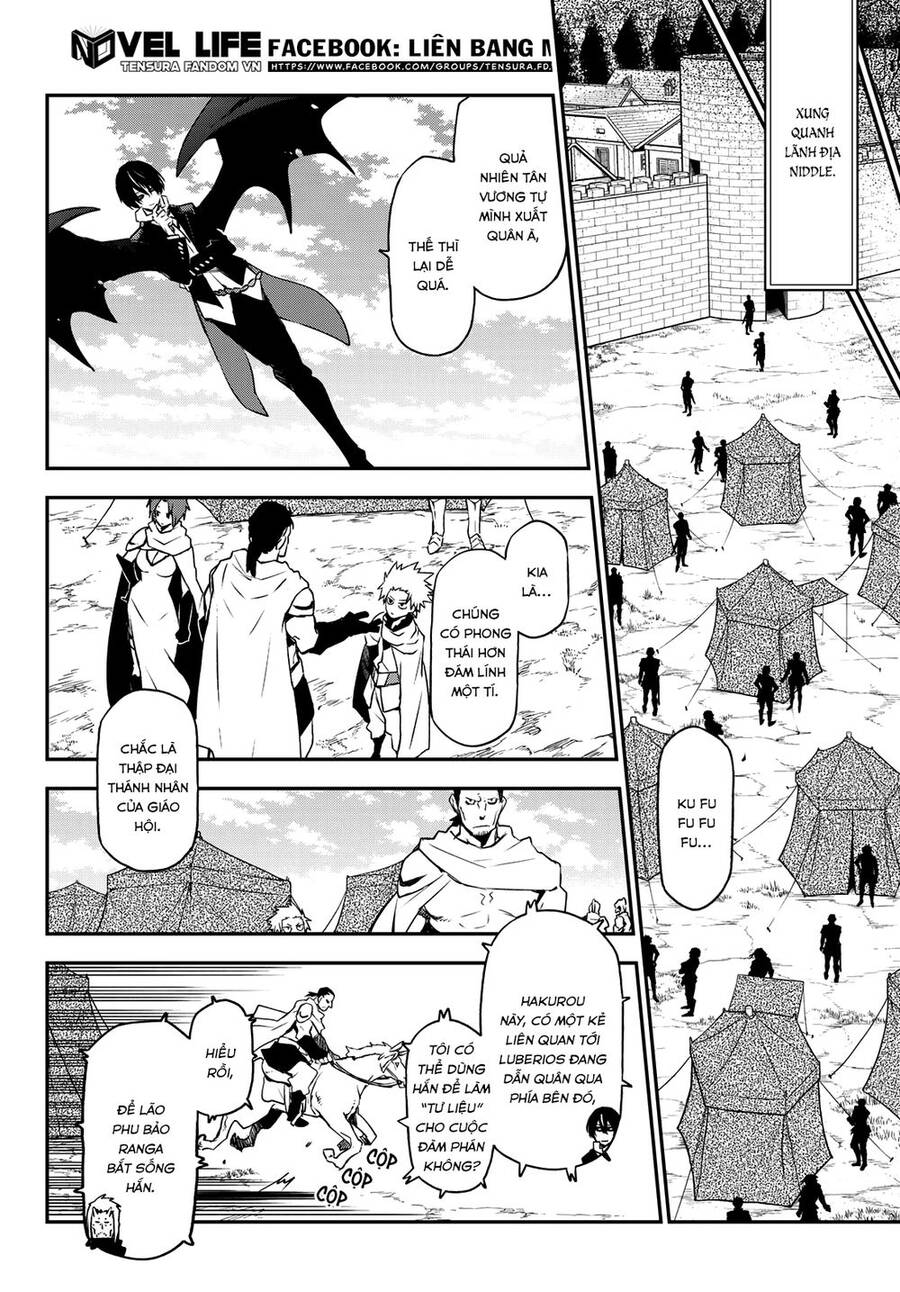 NOVEL LIFE
TENSURA FANDOM VN
FACEBOOK: LIÊN BANG M
HTTPS://WWW.FACEBOOK.COM/GROUPS/TENSURA.FD
XUNG
QUANH
LÃNH ĐỊA
NIDDLE.
KU FU
FU FU
FU...
QUẢ
NHIÊN TÂN
VƯƠNG TỰ
MÌNH XUẤT
QUÂN À,
THẾ THÌ
LẠI DỄ
QUÁ.
KIA
LÀ...
CHÚNG
CÓ PHONG
THÁI HƠN
ĐÁM LÍNH
MỘT TÍ.
CHẮC LÀ
THẬP ĐẠI
THÁNH NHÂN
CỦA GIÁO
HỘI.
HAKUROU
NÀY, CÓ MỘT KẺ
LIÊN QUAN TỚI
LUBERIOS ĐANG
DẪN QUÂN QUA
PHÍA BÊN ĐÓ,
TÔI CÓ
THỂ DÙNG
HẮN ĐỂ LÀM
“TƯ LIỆU”
CHO CUỘC
ĐÀM PHÁN
KHÔNG?
CỘP
CỘP
CỘP
HIỂU
RỒI,
ĐỂ LÃO
PHU BẢO
RANGA
BẮT SỐNG
HẮN.